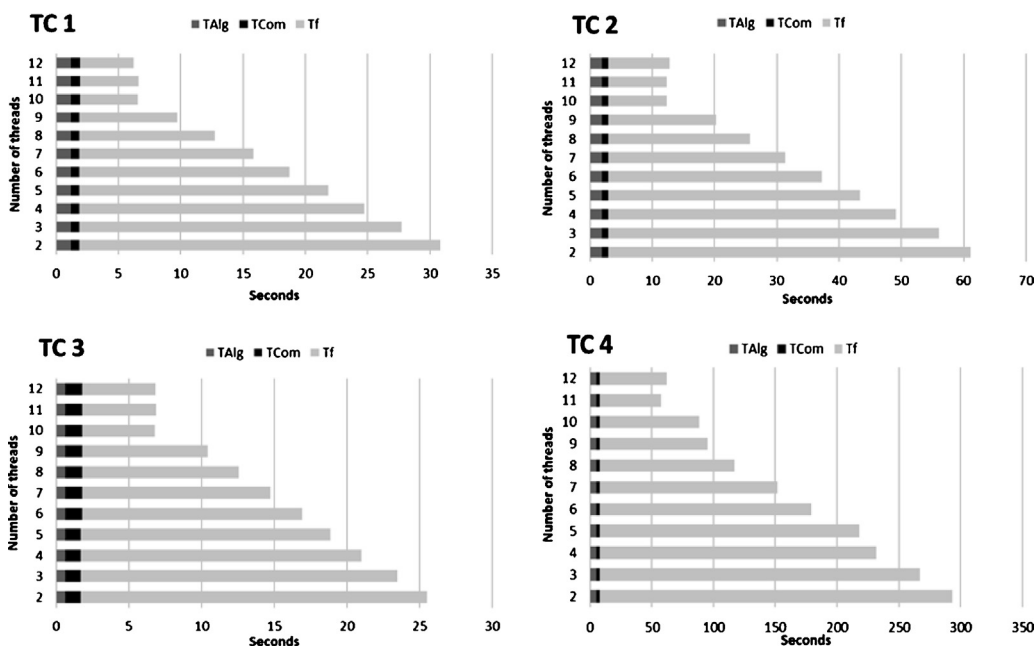 TC 1
TAlg TCom Tf
Number of threads
12
11
10
9
8
7
6
5
4
3
2
0 5 10 15 20 25 30 35
Seconds
TC 2
TAlg TCom Tf
Number of threads
12
11
10
9
8
7
6
5
4
3
2
0 10 20 30 40 50 60 70
Seconds
TC 3
TAlg TCom Tf
Number of threads
12
11
10
9
8
7
6
5
4
3
2
0 5 10 15 20 25 30
Seconds
TC 4
TAlg TCom Tf
Number of threads
12
11
10
9
8
7
6
5
4
3
2
0 50 100 150 200 250 300 350
Seconds